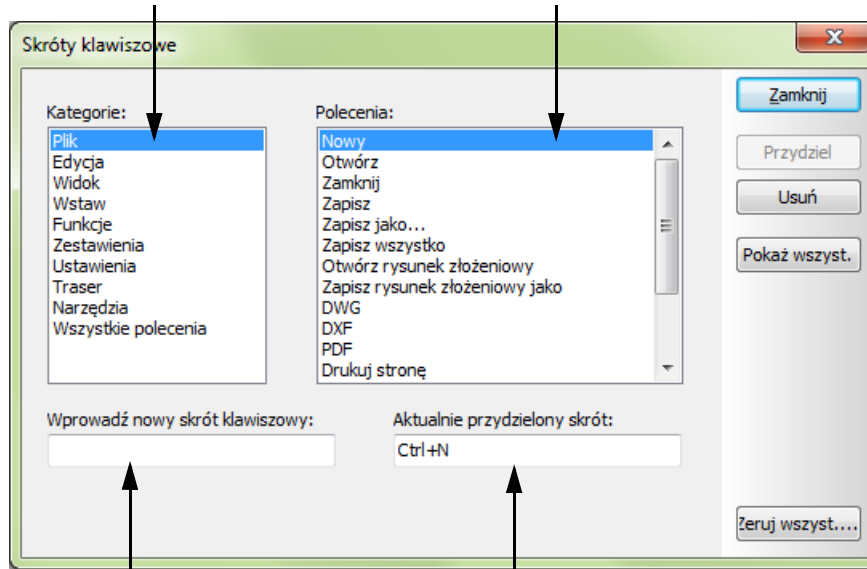 Skróty klawiszowe
Kategorie:
Plik
Edycja
Widok
Wstaw
Funkcje
Zestawienia
Ustawienia
Traser
Narzędzia
Wszystkie polecenia
Polecenia:
Nowy
Otwórz
Zamknij
Zapisz
Zapisz jako...
Zapisz wszystko
Otwórz rysunek złożeniowy
Zapisz rysunek złożeniowy jako
DWG
DXF
PDF
Drukuj stronę
Wprowadź nowy skrót klawiszowy:
Aktualnie przydzielony skrót:
Ctrl+N
Zamknij
Przydziel
Usuń
Pokaż wszyst.
Zeruj wszyst....